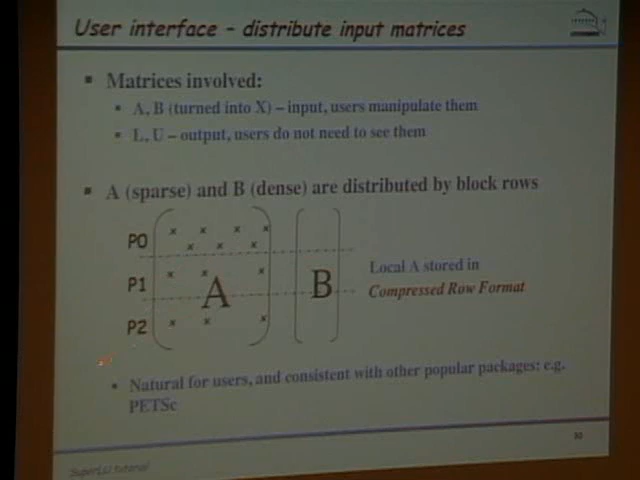 User interface - distribute input matrices
▪ Matrices involved:
▪ A, B (turned into X) – input, users manipulate them
▪ L, U – output, users do not need to see them
▪ A (sparse) and B (dense) are distributed by block rows
P0 x x x x
x x x
P1 x x x
A B
P2 x x x
Local A stored in
Compressed Row Format
▪ Natural for users, and consistent with other popular packages: e.g.
PETSc
SuperLU tutorial
30